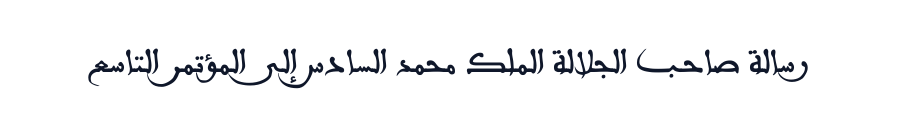 رسالة صاحب الجلالة الملك محمد السادس إلى المؤتمر التاسع